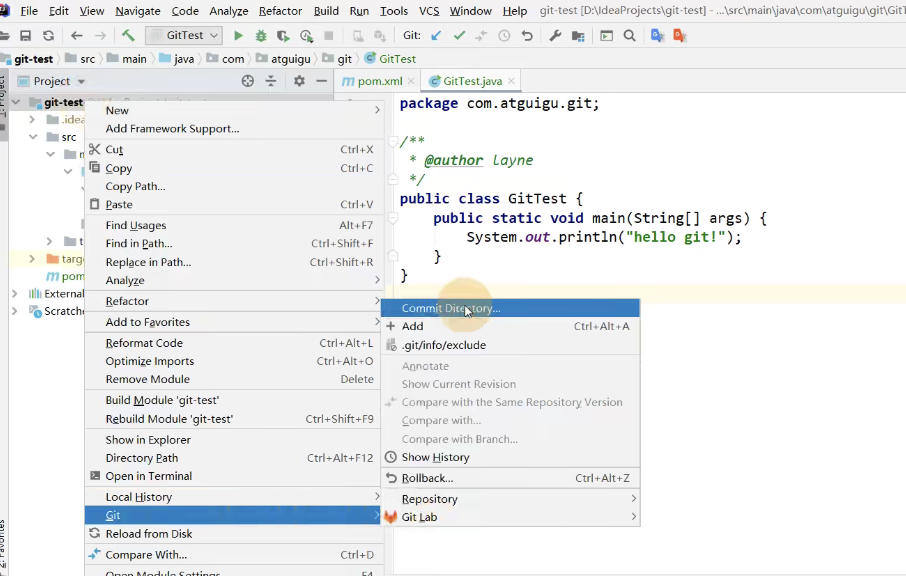 File Edit View Navigate Code Analyze Refactor Build Run Tools VCS Window Help git-test [D:\IdeaProjects\git-test] - ...\src\main\java\com\atguigu\git\GitT
GitTest Git:
git-test src main java com atguigu git GitTest
Project pom.xml GitTest.java
git-test
.idea
src
External
Scratche
New
Add Framework Support...
Cut Ctrl+X
Copy Ctrl+C
Copy Path...
Paste Ctrl+V
Find Usages Alt+F7
Find in Path... Ctrl+Shift+F
Replace in Path... Ctrl+Shift+R
Analyze
Refactor
Add to Favorites
Reformat Code Ctrl+Alt+L
Optimize Imports Ctrl+Alt+O
Remove Module Delete
Build Module 'git-test'
Rebuild Module 'git-test' Ctrl+Shift+F9
Show in Explorer
Directory Path Ctrl+Alt+F12
Open in Terminal
Local History
Git
Reload from Disk
Compare With... Ctrl+D
Open Module Settings F4
package com.atguigu.git;
/**
* @author layne
*/
public class GitTest {
public static void main(String[] args) {
System.out.println("hello git!");
}
}
Commit Directory...
Add Ctrl+Alt+A
.git/info/exclude
Annotate
Show Current Revision
Compare with the Same Repository Version
Compare with...
Compare with Branch...
Show History
Rollback... Ctrl+Alt+Z
Repository
Git Lab